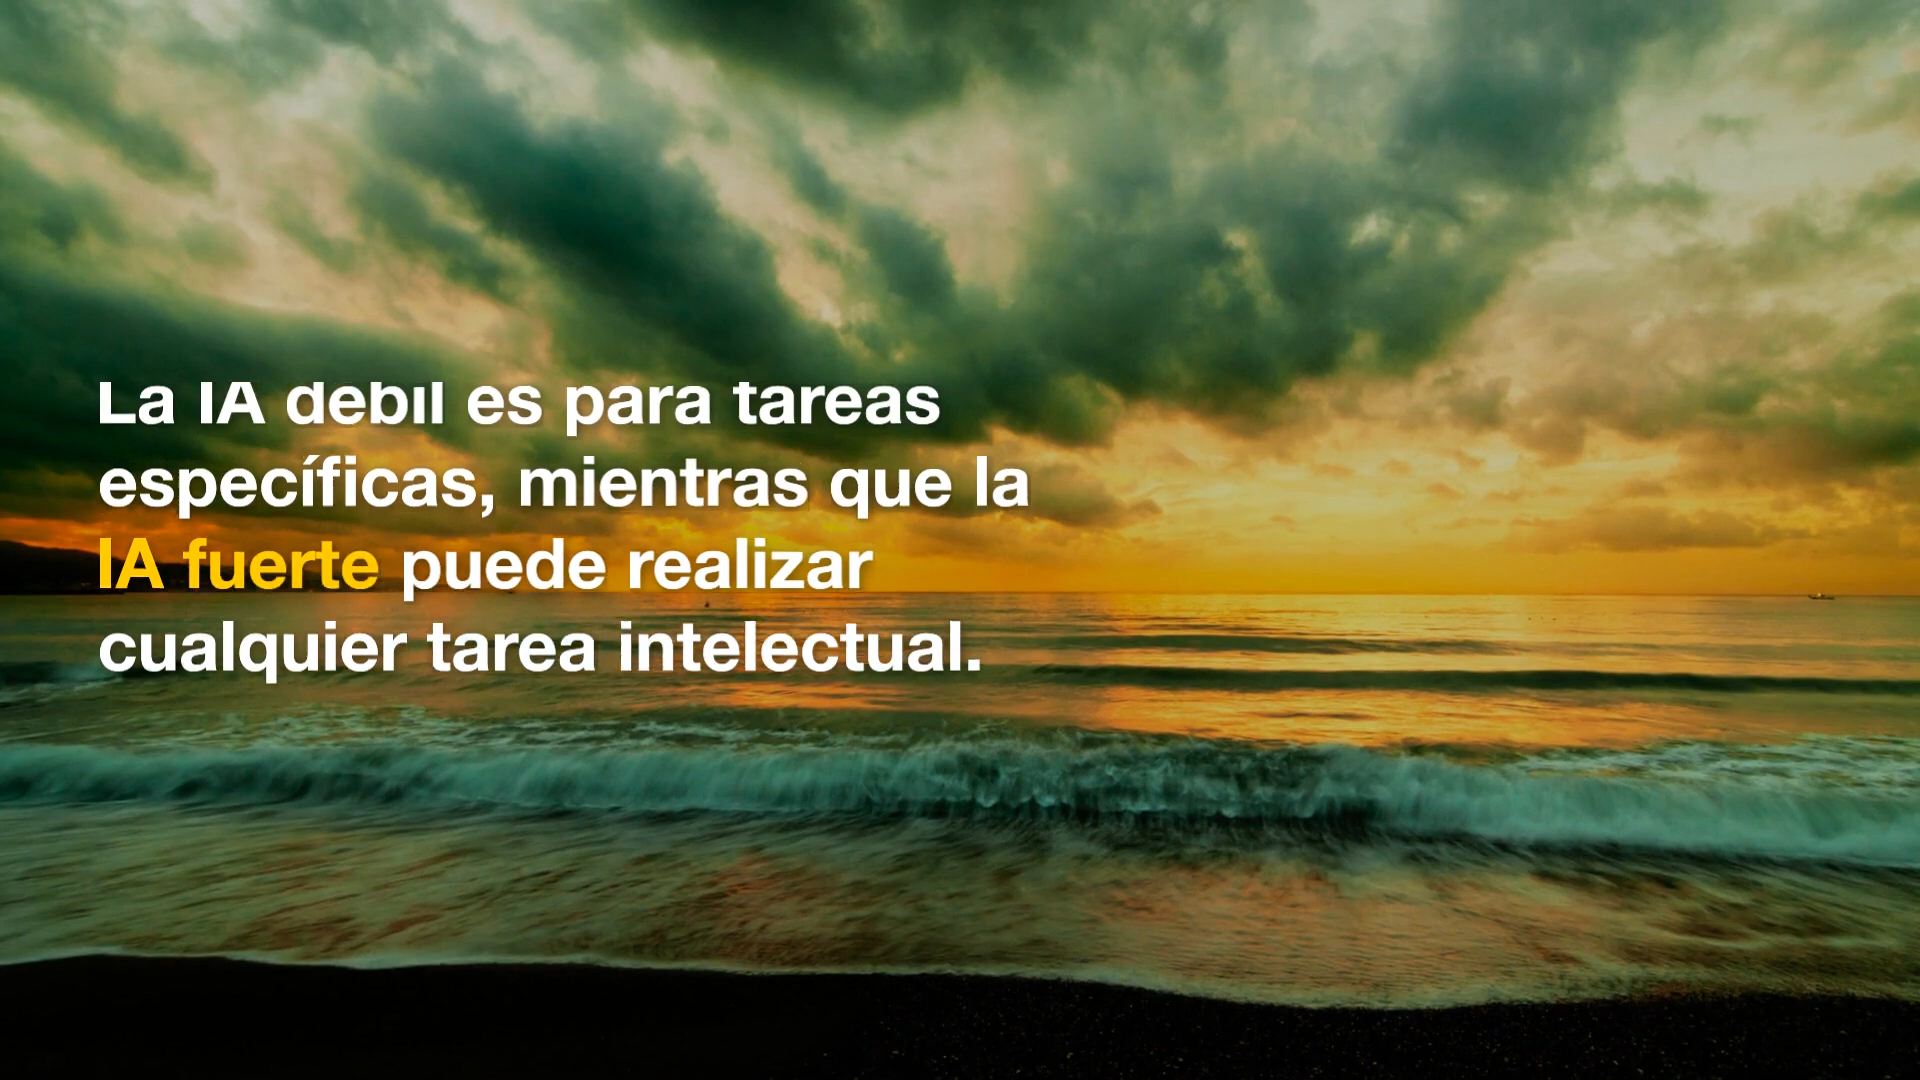 La IA débil es para tareas
específicas, mientras que la
IA fuerte puede realizar
cualquier tarea intelectual.